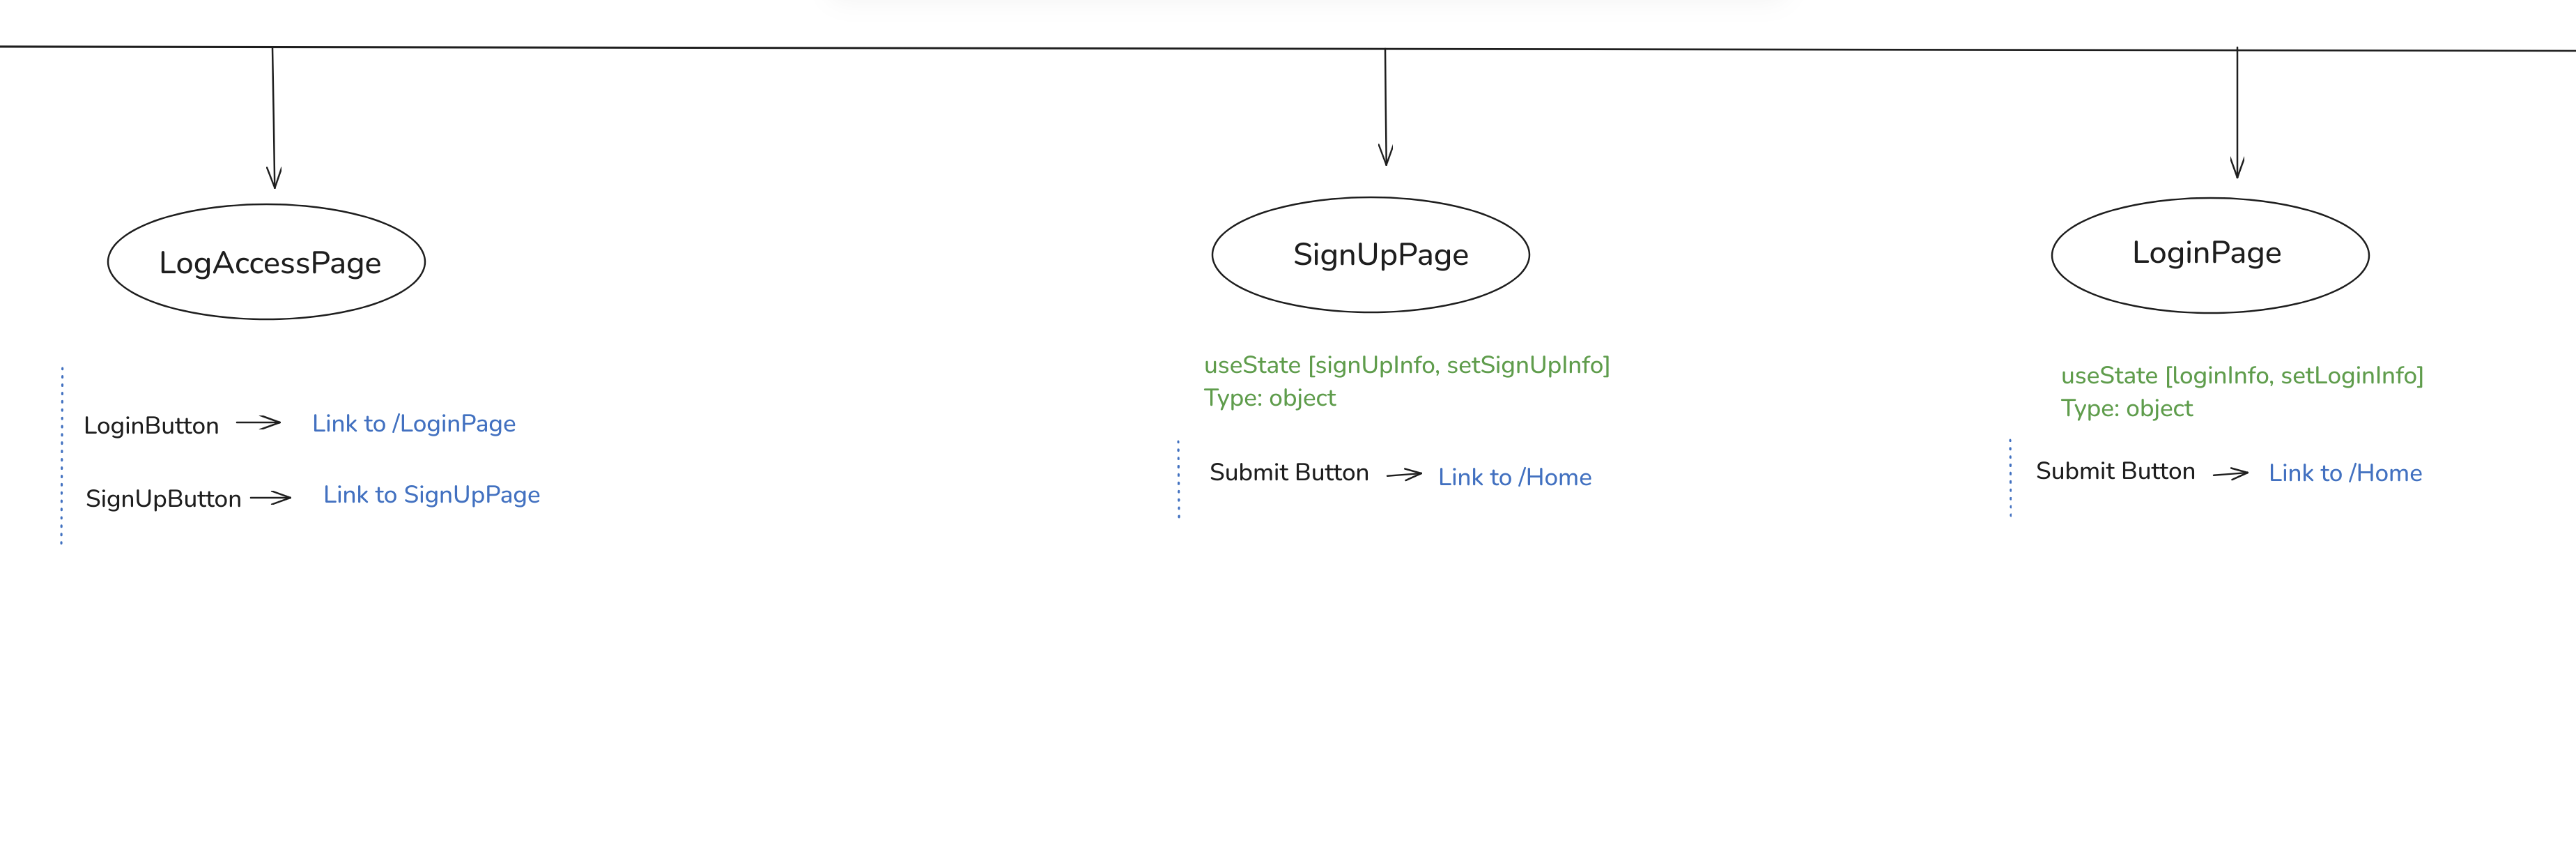 LogAccessPage
LoginButton
Link to /LoginPage
SignUpButton
Link to SignUpPage
SignUpPage
useState [signUpInfo, setSignUpInfo]
Type: object
Submit Button
Link to /Home
LoginPage
useState [loginInfo, setLoginInfo]
Type: object
Submit Button
Link to /Home